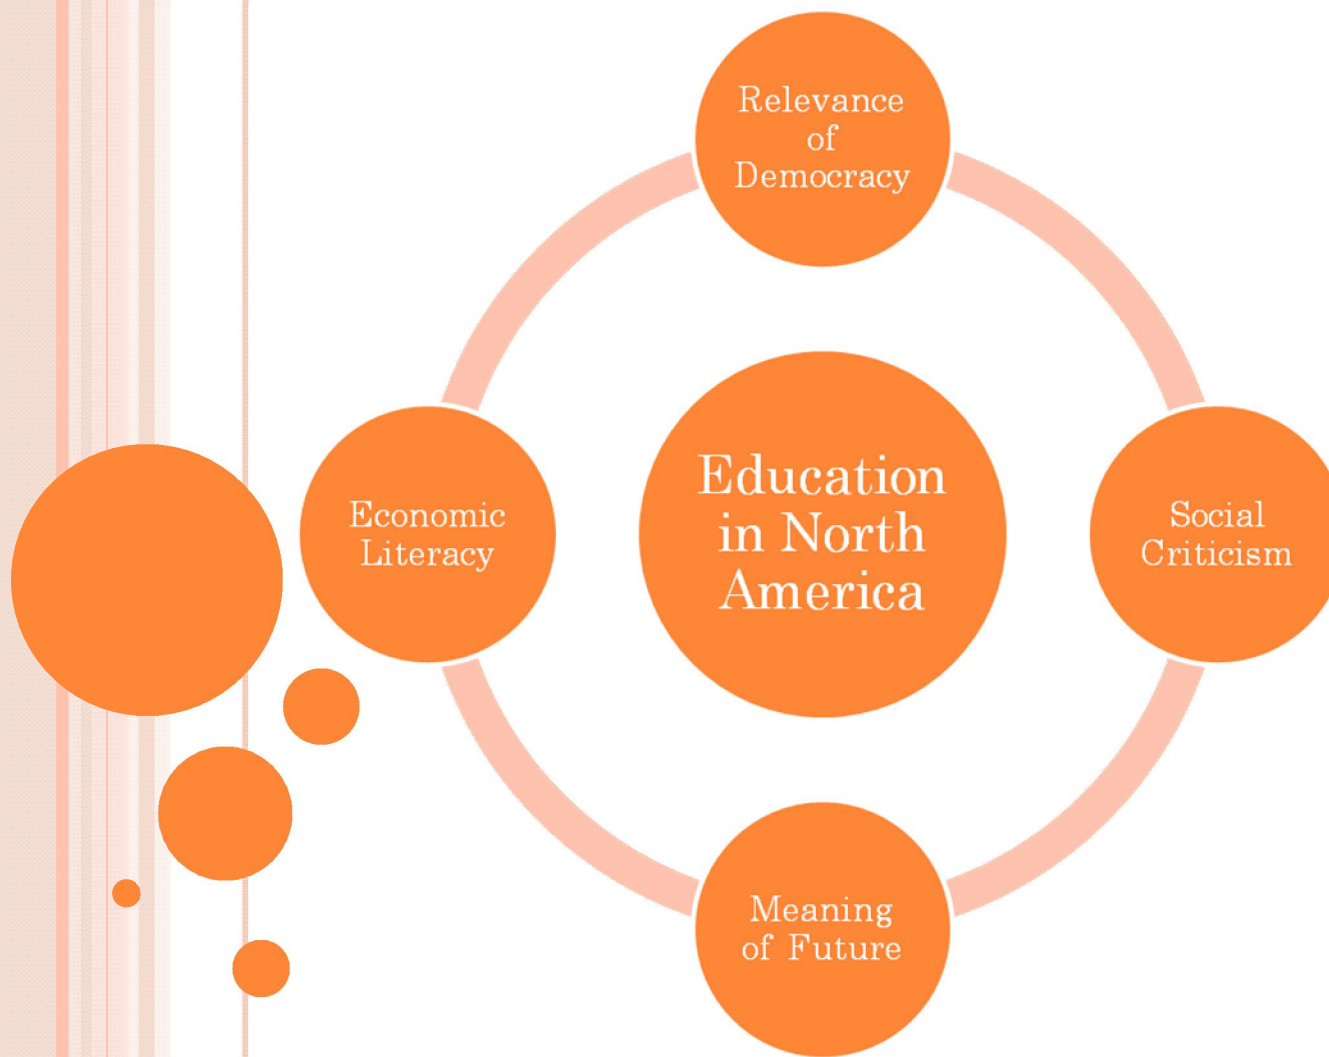 Relevance
of
Democracy
Education
in North
America
Economic
Literacy
Social
Criticism
Meaning
of Future